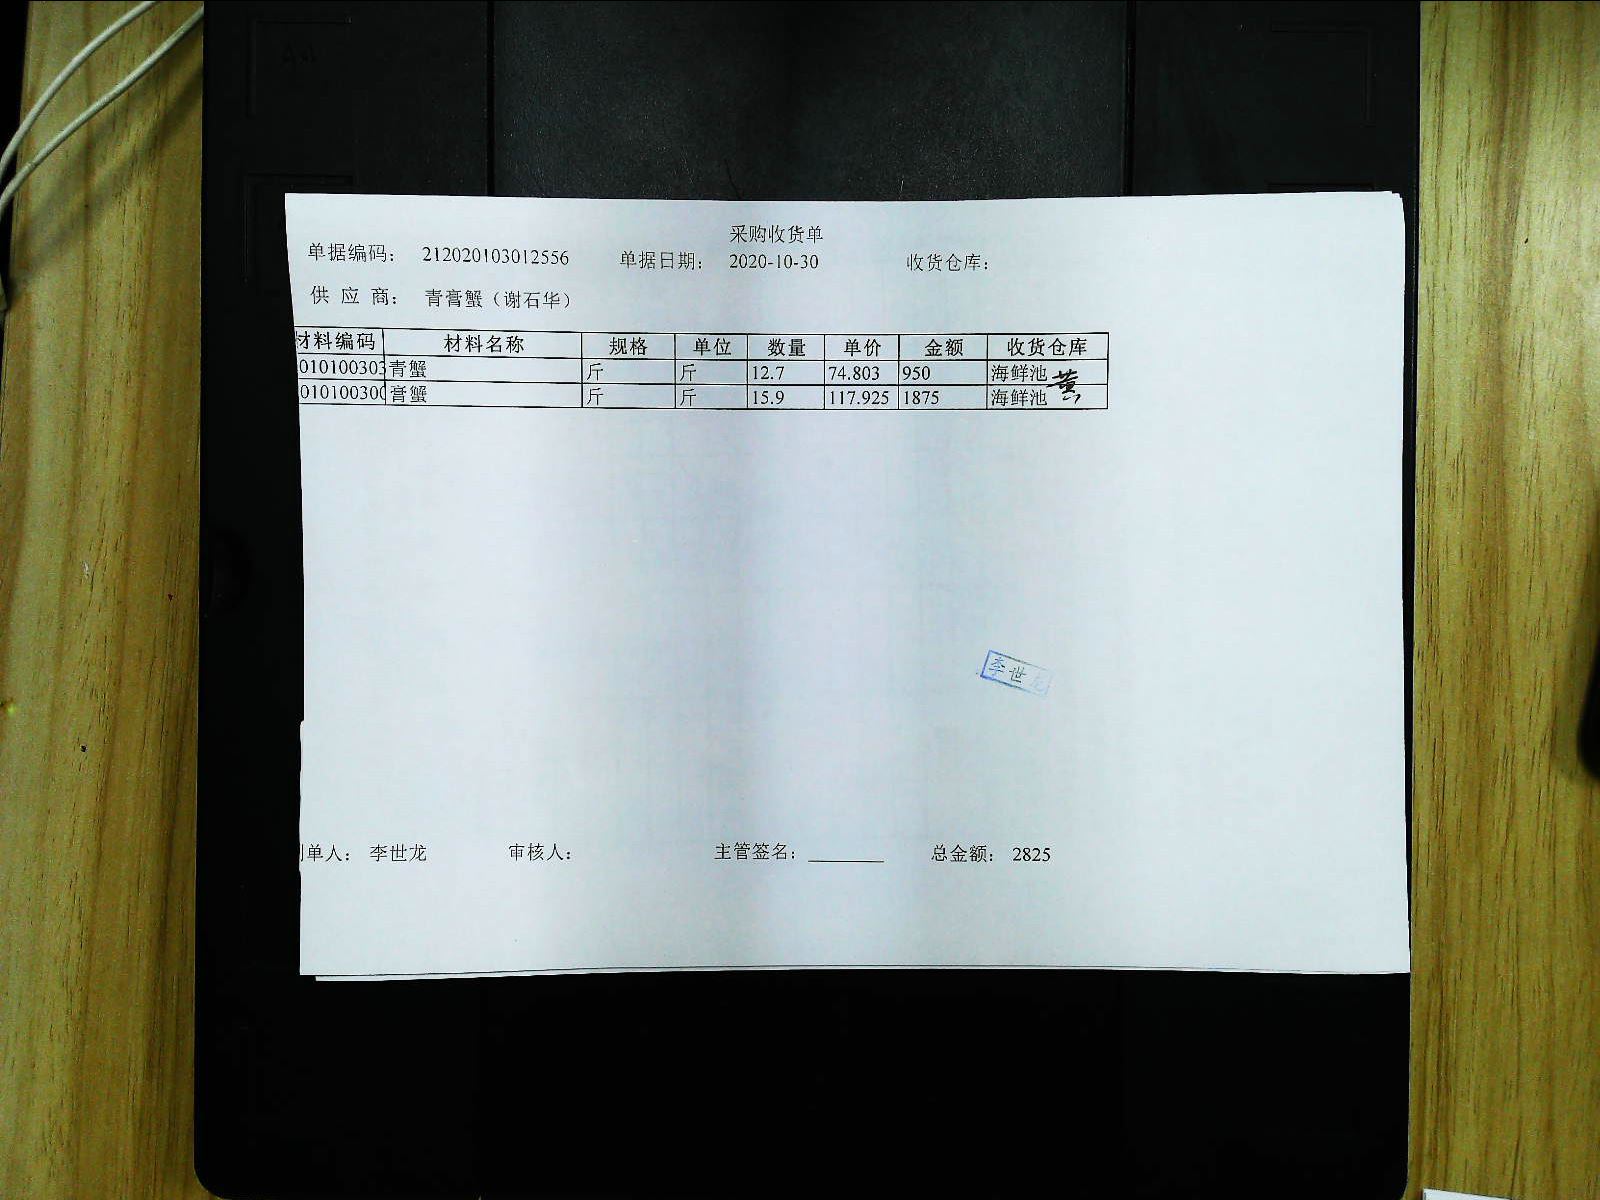 采购收货单
单据编码： 212020103012556 单据日期： 2020-10-30 收货仓库：
供 应 商： 青膏蟹（谢石华）
材料编码 材料名称 规格 单位 数量 单价 金额 收货仓库
010100303 青蟹 斤 斤 12.7 74.803 950 海鲜池
01010030 膏蟹 斤 斤 15.9 117.925 1875 海鲜池
黄
李世龙
制单人： 李世龙 审核人： 主管签名： ________ 总金额： 2825